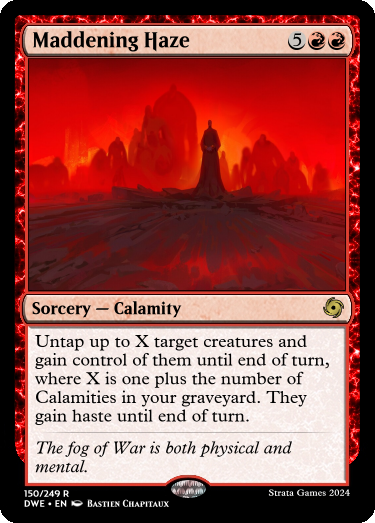 Maddening Haze 5
Sorcery — Calamity
Untap up to X target creatures and
gain control of them until end of turn,
where X is one plus the number of
Calamities in your graveyard. They
gain haste until end of turn.
The fog of War is both physical and
mental.
150/249 R
DWE • EN Bastien Chapitaux
Strata Games 2024